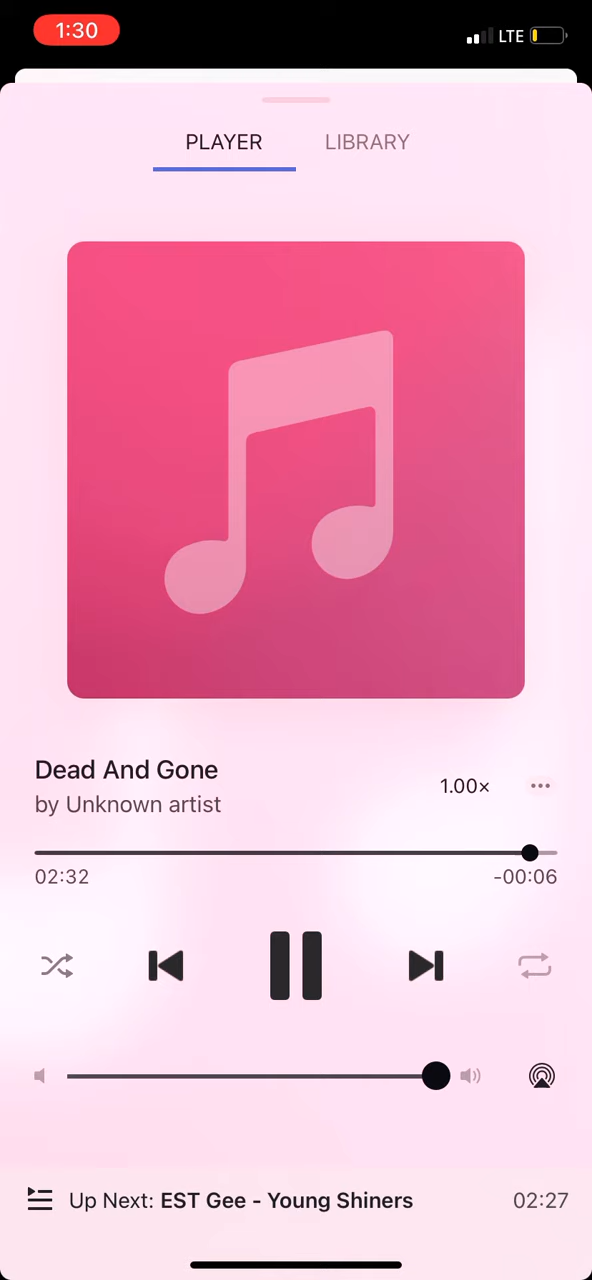 1:30
LTE
PLAYER LIBRARY
Dead And Gone
by Unknown artist
1.00×
02:32 -00:06
Up Next: EST Gee - Young Shiners 02:27